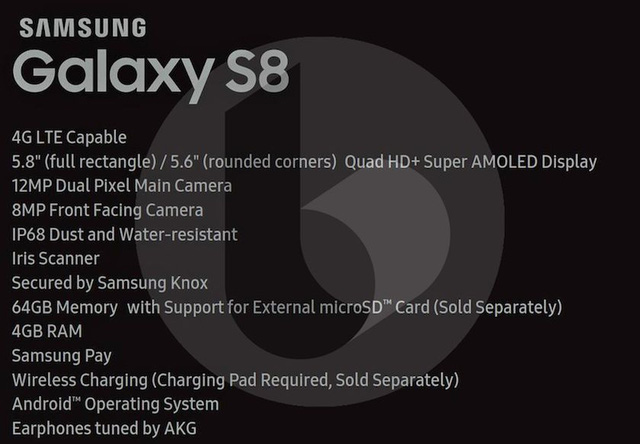 SAMSUNG
Galaxy S8
4G LTE Capable
5.8" (full rectangle) / 5.6" (rounded corners) Quad HD+ Super AMOLED Display
12MP Dual Pixel Main Camera
8MP Front Facing Camera
IP68 Dust and Water-resistant
Iris Scanner
Secured by Samsung Knox
64GB Memory with Support for External microSD™ Card (Sold Separately)
4GB RAM
Samsung Pay
Wireless Charging (Charging Pad Required, Sold Separately)
Android™ Operating System
Earphones tuned by AKG